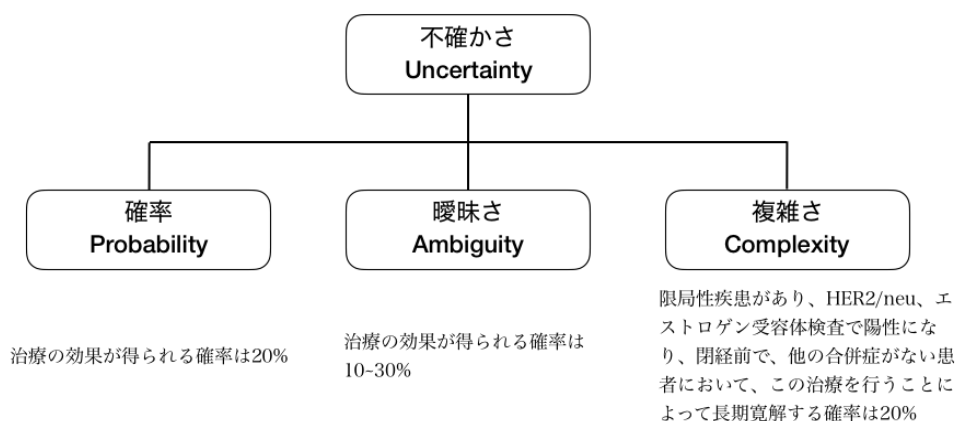 不確かさ
Uncertainty
確率
Probability
曖昧さ
Ambiguity
複雑さ
Complexity
治療の効果が得られる確率は20%
治療の効果が得られる確率は
10~30%
限局性疾患があり、HER2/neu、エ
ストロゲン受容体検査で陽性にな
り、閉経前で、他の合併症がない患
者において、この治療を行うことに
よって長期寛解する確率は20%